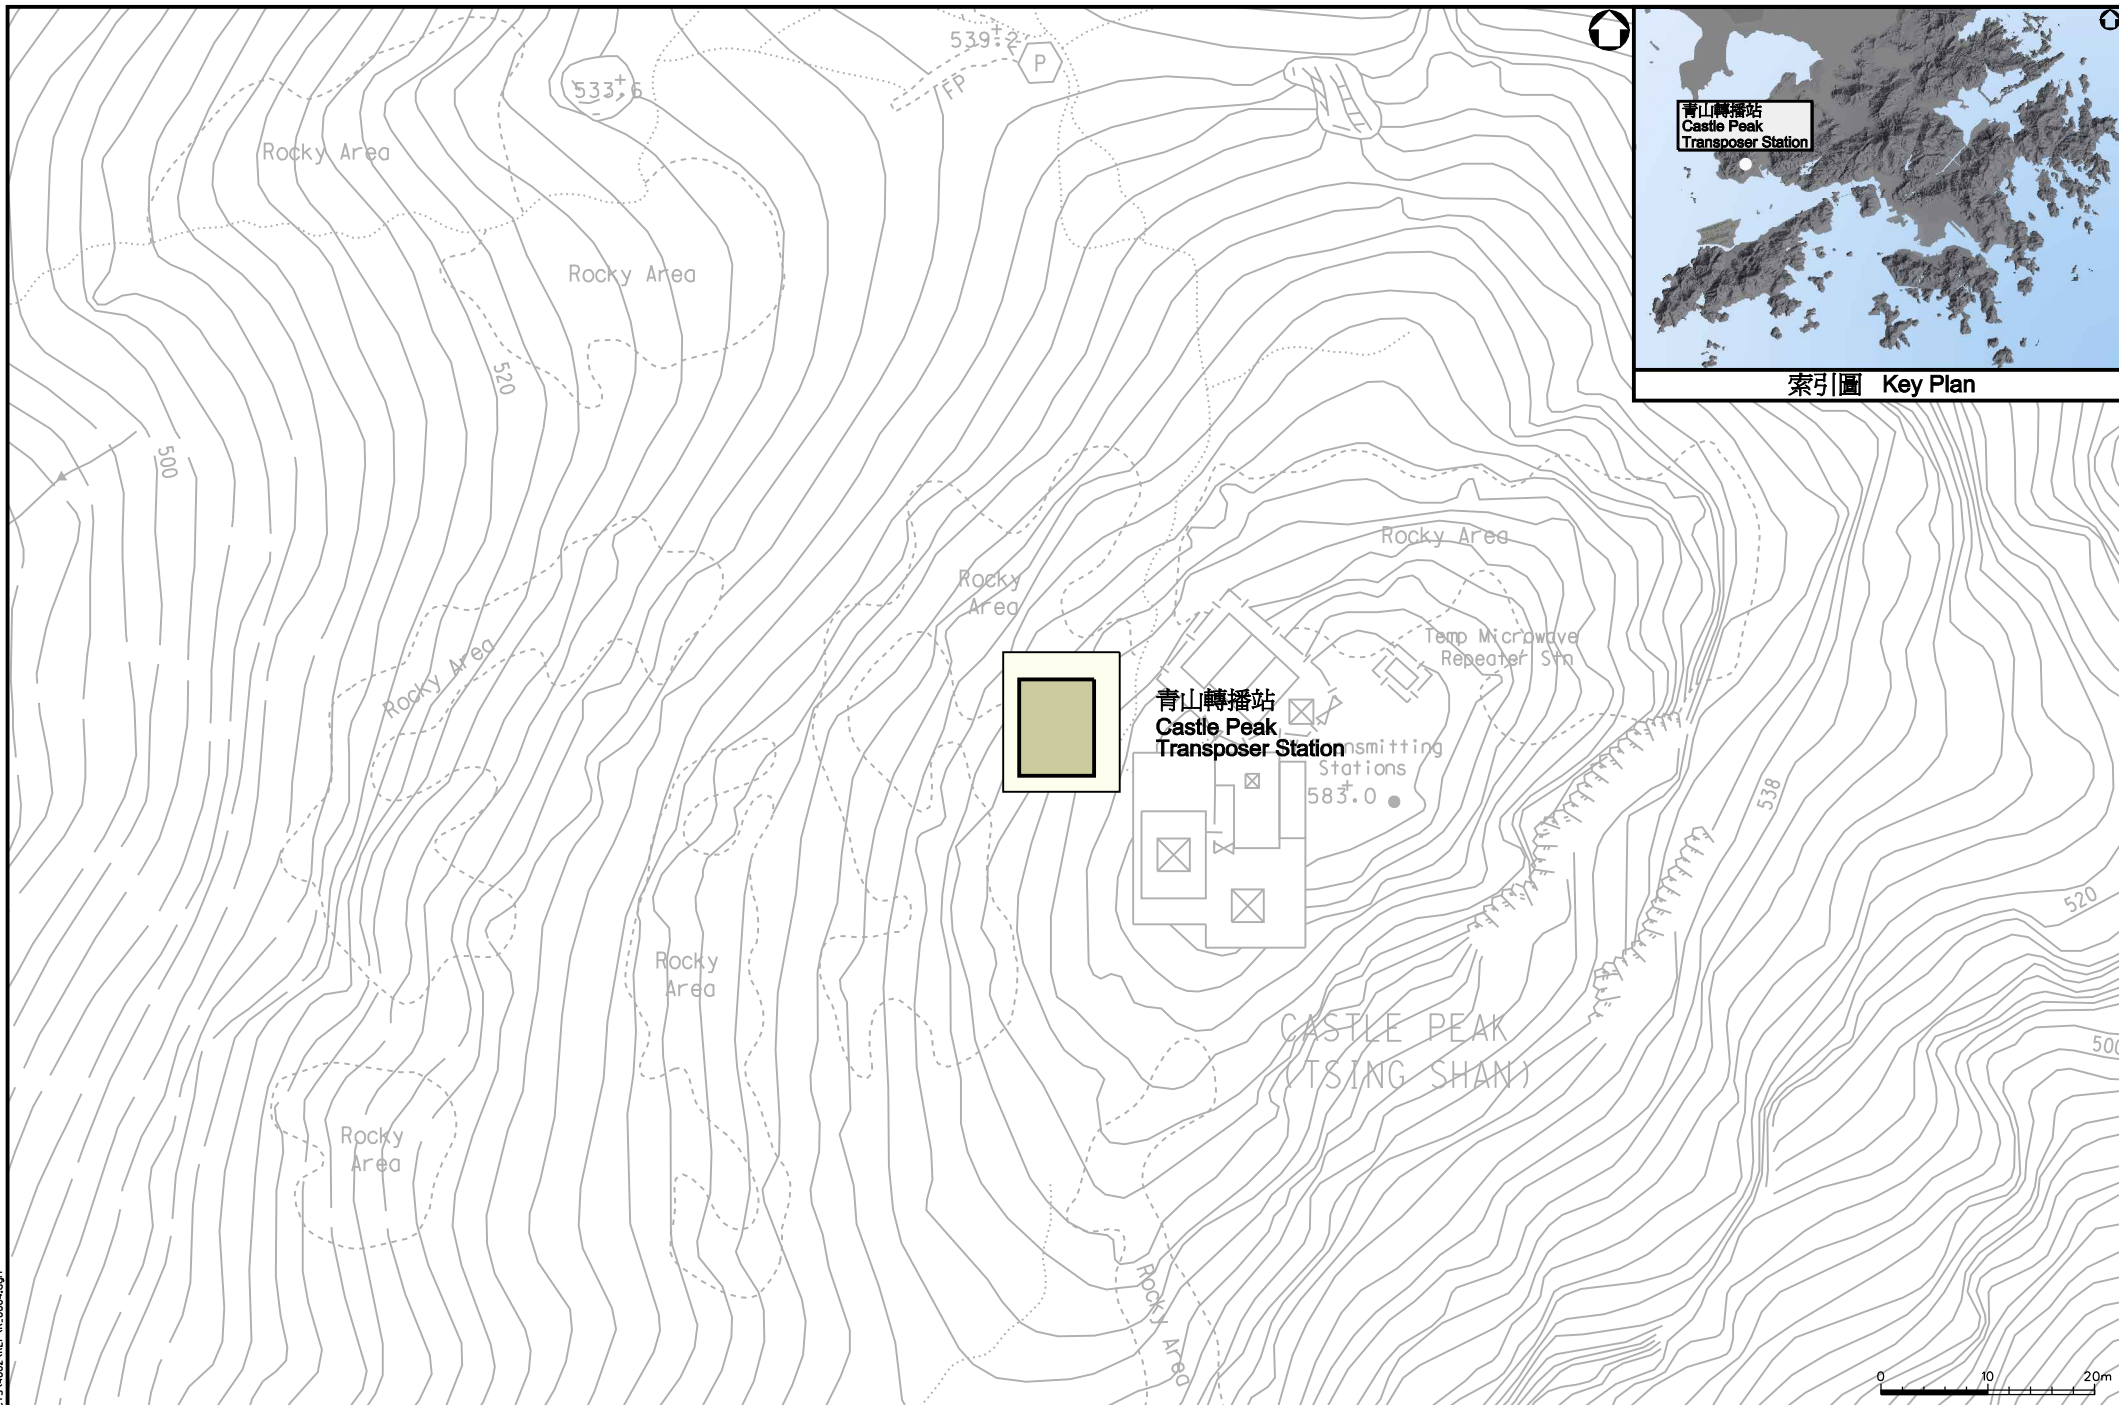 539.2
P
FP
533.6
Rocky Area
Rocky Area
520
500
青山轉播站
Castle Peak
Transposer Station
索引圖 Key Plan
Rocky Area
Rocky
Area
Rocky Area
Temp Microwave
Repeater Stn
青山轉播站
Castle Peak
Transposer Station
nsmitting
Stations
583.0
538
520
Rocky
Area
CASTLE PEAK
(TSING SHAN)
500
Rocky
Area
Rocky Area
0 10 20m